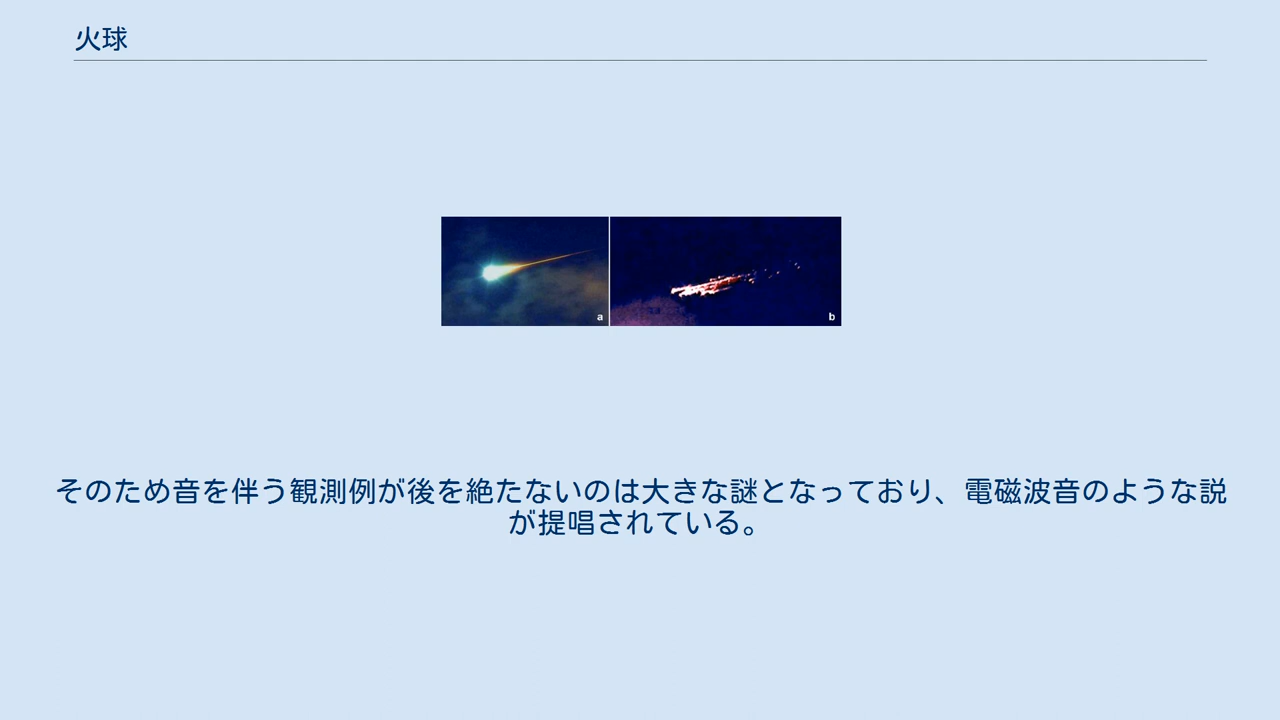 火球
a
b
そのため音を伴う観測例が後を絶たないのは大きな謎となっており、電磁波音のような説
が提唱されている。